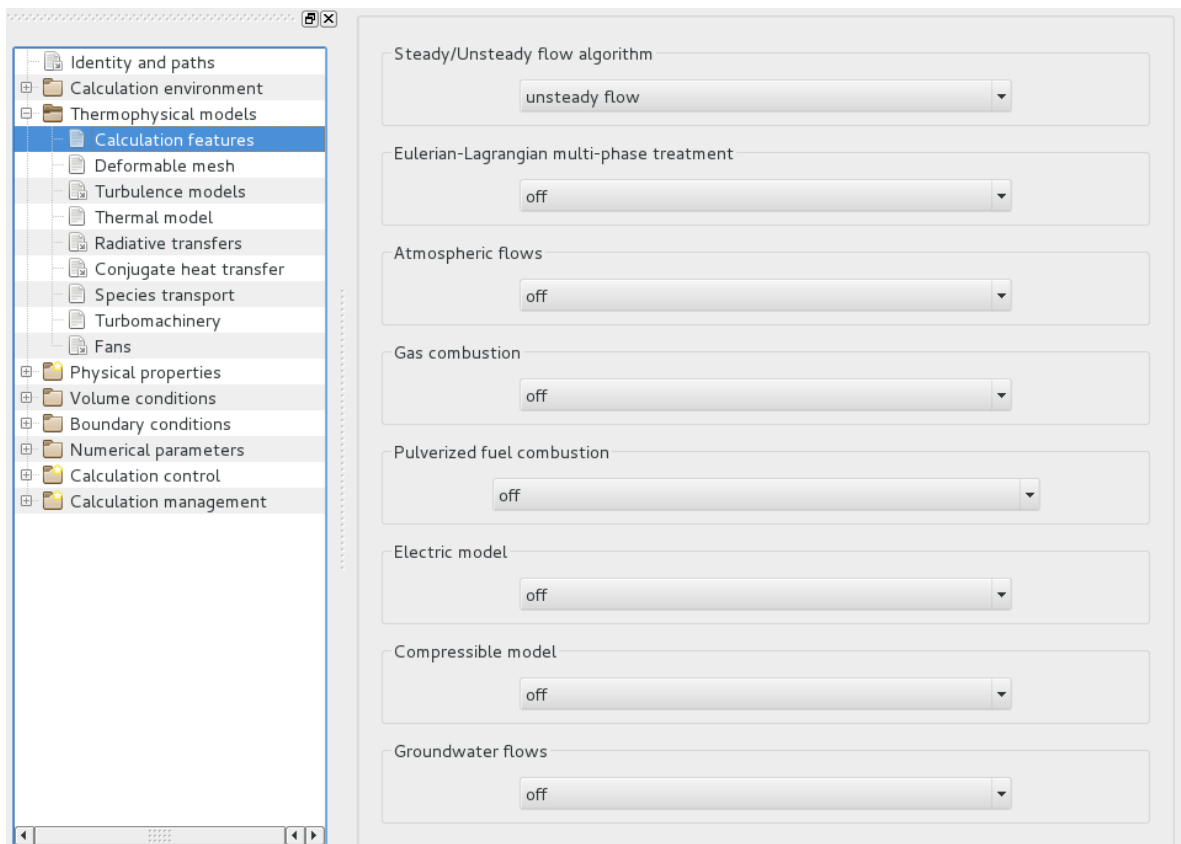 Identity and paths
Calculation environment
Thermophysical models
Calculation features
Deformable mesh
Turbulence models
Thermal model
Radiative transfers
Conjugate heat transfer
Species transport
Turbomachinery
Fans
Physical properties
Volume conditions
Boundary conditions
Numerical parameters
Calculation control
Calculation management
Steady/Unsteady flow algorithm
unsteady flow
Eulerian-Lagrangian multi-phase treatment
off
Atmospheric flows
off
Gas combustion
off
Pulverized fuel combustion
off
Electric model
off
Compressible model
off
Groundwater flows
off